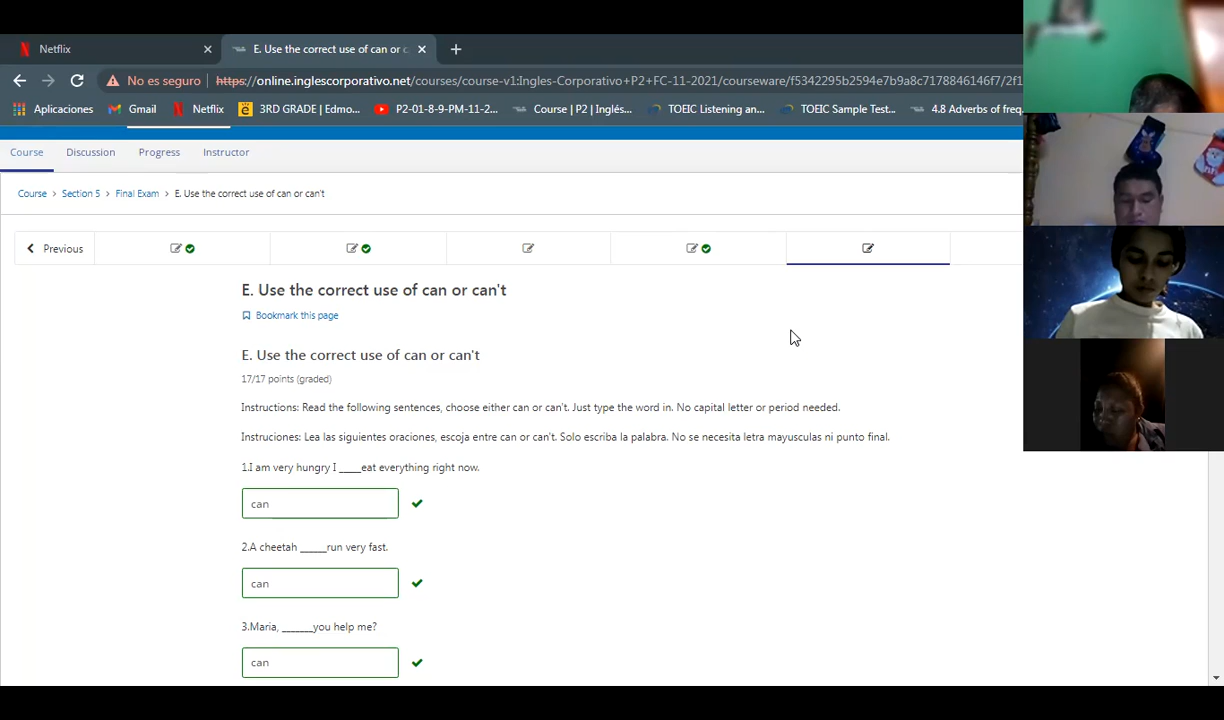 Netflix
E. Use the correct use of can or c
No es seguro
https://online.inglescorporativo.net/courses/course-v1:Ingles-Corporativo+P2+FC-11-2021/courseware/f5342295b2594e7b9a8c7178846146f7/2f1
Aplicaciones Gmail Netflix 3RD GRADE | Edmo... P2-01-8-9-PM-11-2... Course | P2 | Inglés... TOEIC Listening an... TOEIC Sample Test... 4.8 Adverbs of freq
Course Discussion Progress Instructor
Course > Section 5 > Final Exam > E. Use the correct use of can or can't
Previous
E. Use the correct use of can or can't
Bookmark this page
E. Use the correct use of can or can't
17/17 points (graded)
Instructions: Read the following sentences, choose either can or can't. Just type the word in. No capital letter or period needed.
Instruciones: Lea las siguientes oraciones, escoja entre can or can't. Solo escriba la palabra. No se necesita letra mayusculas ni punto final.
1.I am very hungry I _____eat everything right now.
can
2.A cheetah ______run very fast.
can
3.Maria, _______you help me?
can